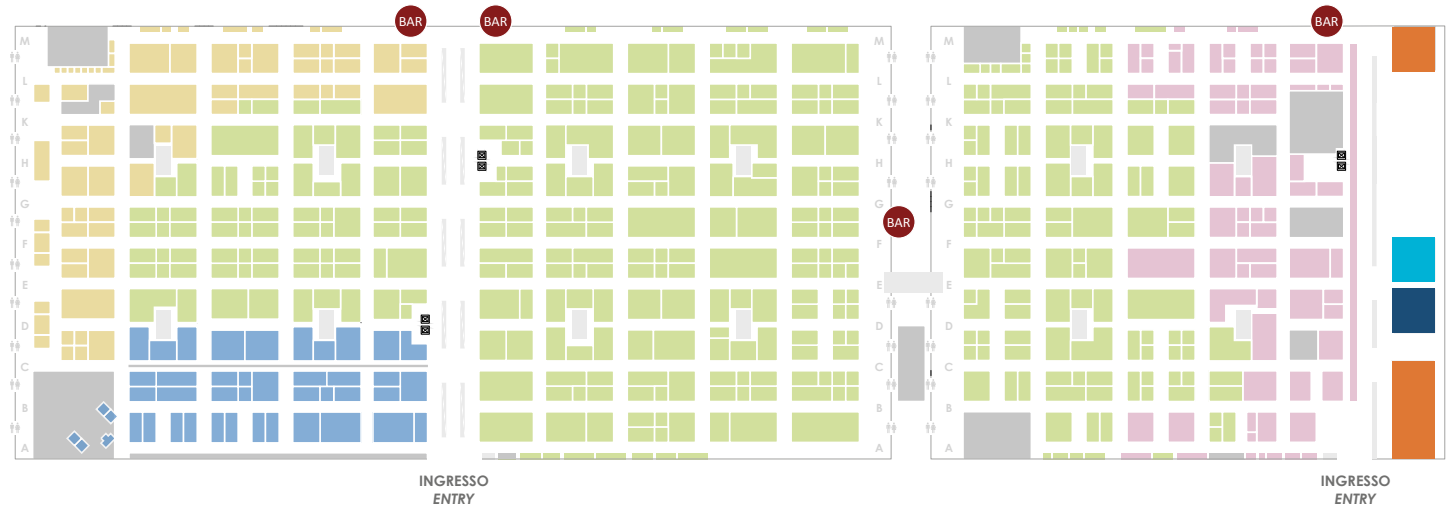 BAR BAR BAR
M M M
L L L
K K K
H H H
G G G
BAR
F F F
E E E
D D D
C C C
B B B
A A A
INGRESSO INGRESSO
ENTRY ENTRY